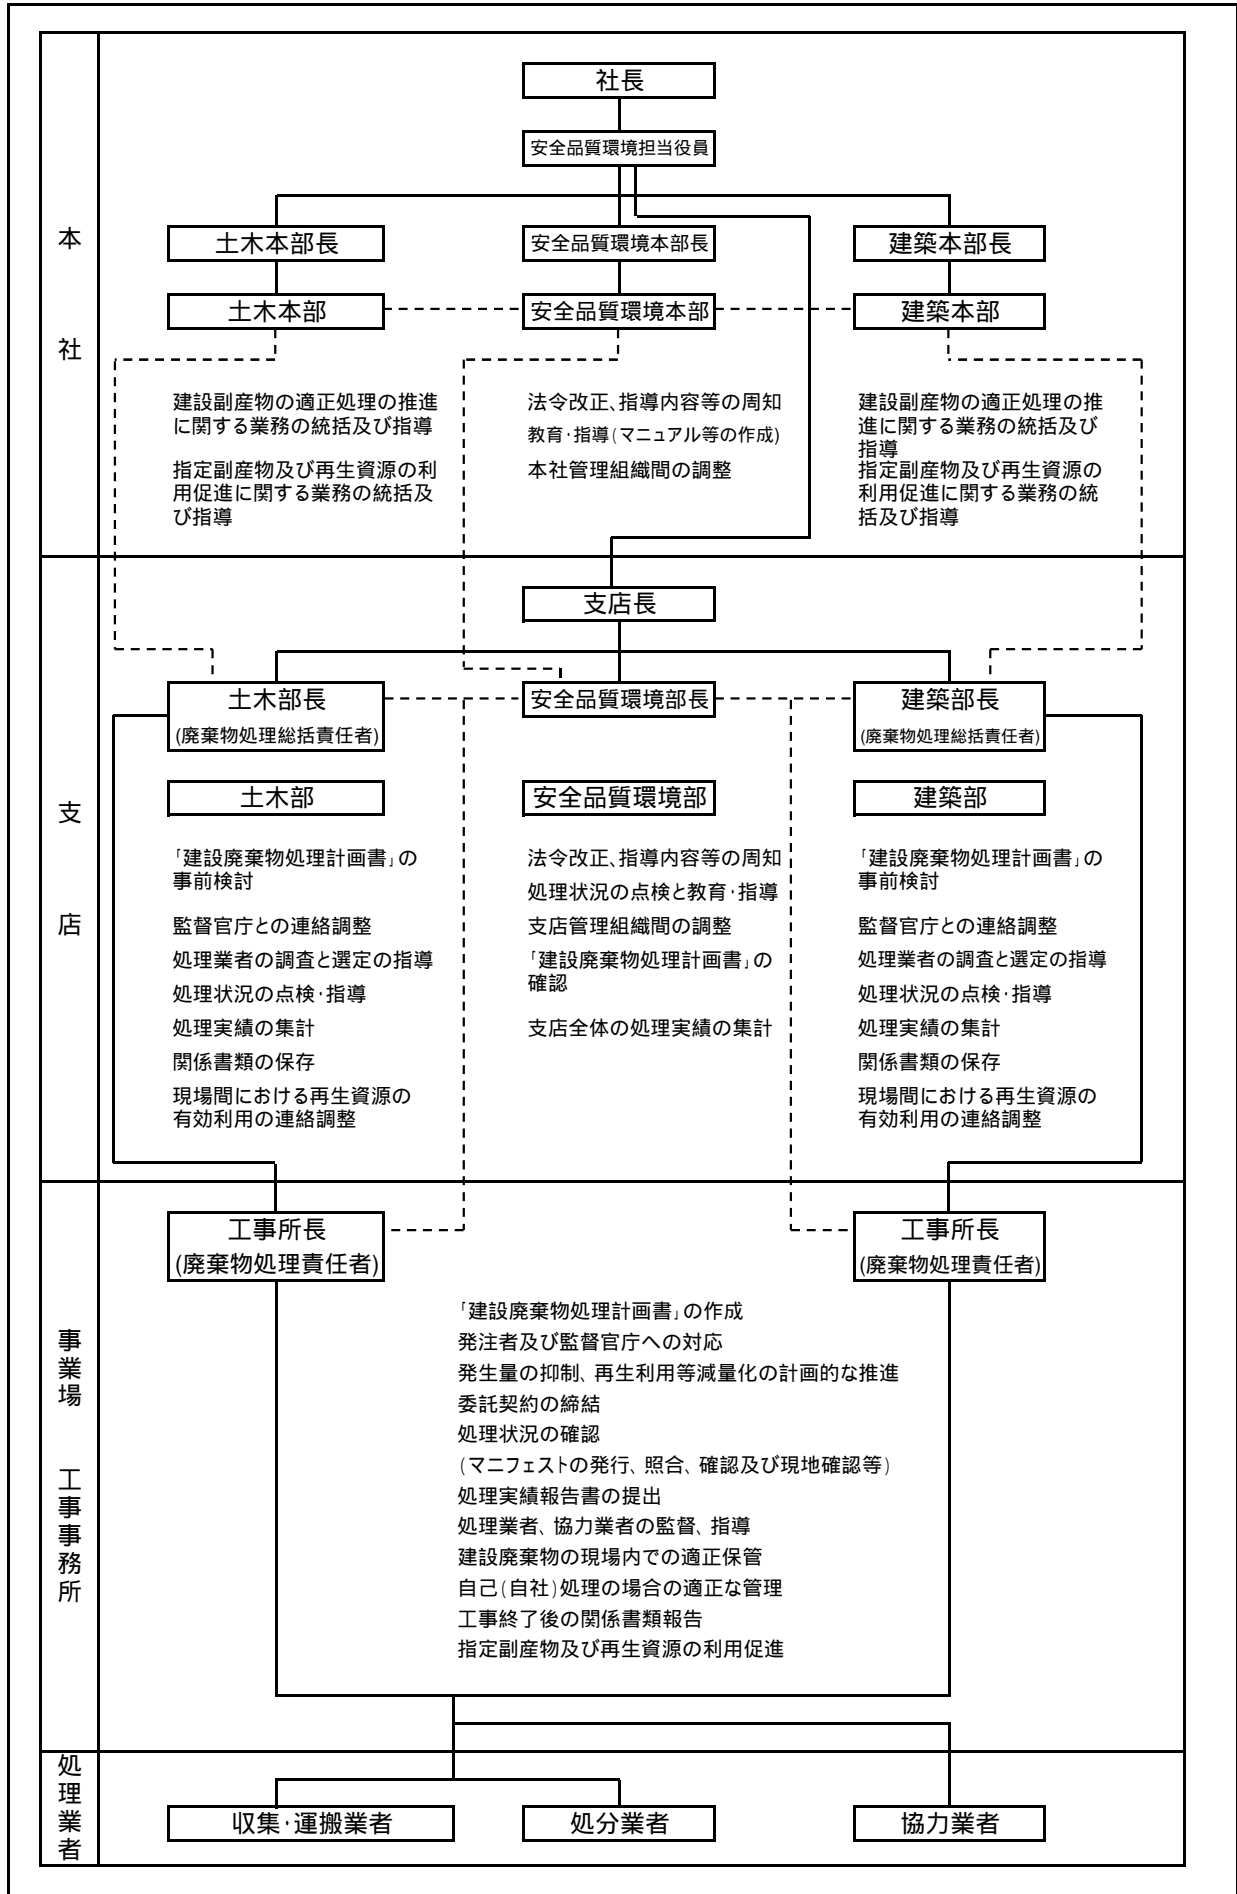 本社
社長
安全品質環境担当役員
土木本部長
安全品質環境本部長
建築本部長
土木本部
安全品質環境本部
建築本部
建設副産物の適正処理の推進
に関する業務の統括及び指導
指定副産物及び再生資源の利
用促進に関する業務の統括及
び指導
法令改正、指導内容等の周知
教育・指導(マニュアル等の作成)
本社管理組織間の調整
建設副産物の適正処理の推
進に関する業務の統括及び
指導
指定副産物及び再生資源の
利用促進に関する業務の統
括及び指導
支店
支店長
土木部長
(廃棄物処理総括責任者)
安全品質環境部長
建築部長
(廃棄物処理総括責任者)
土木部
安全品質環境部
建築部
「建設廃棄物処理計画書」の
事前検討
監督官庁との連絡調整
処理業者の調査と選定の指導
処理状況の点検・指導
処理実績の集計
関係書類の保存
現場間における再生資源の
有効利用の連絡調整
法令改正、指導内容等の周知
処理状況の点検と教育・指導
支店管理組織間の調整
「建設廃棄物処理計画書」の
確認
支店全体の処理実績の集計
「建設廃棄物処理計画書」の
事前検討
監督官庁との連絡調整
処理業者の調査と選定の指導
処理状況の点検・指導
処理実績の集計
関係書類の保存
現場間における再生資源の
有効利用の連絡調整
事業場 工事事務所
工事所長
(廃棄物処理責任者)
工事所長
(廃棄物処理責任者)
「建設廃棄物処理計画書」の作成
発注者及び監督官庁への対応
発生量の抑制、再生利用等減量化の計画的な推進
委託契約の締結
処理状況の確認
(マニフェストの発行、照合、確認及び現地確認等)
処理実績報告書の提出
処理業者、協力業者の監督、指導
建設廃棄物の現場内での適正保管
自己(自社)処理の場合の適正な管理
工事終了後の関係書類報告
指定副産物及び再生資源の利用促進
処理業者
収集・運搬業者
処分業者
協力業者